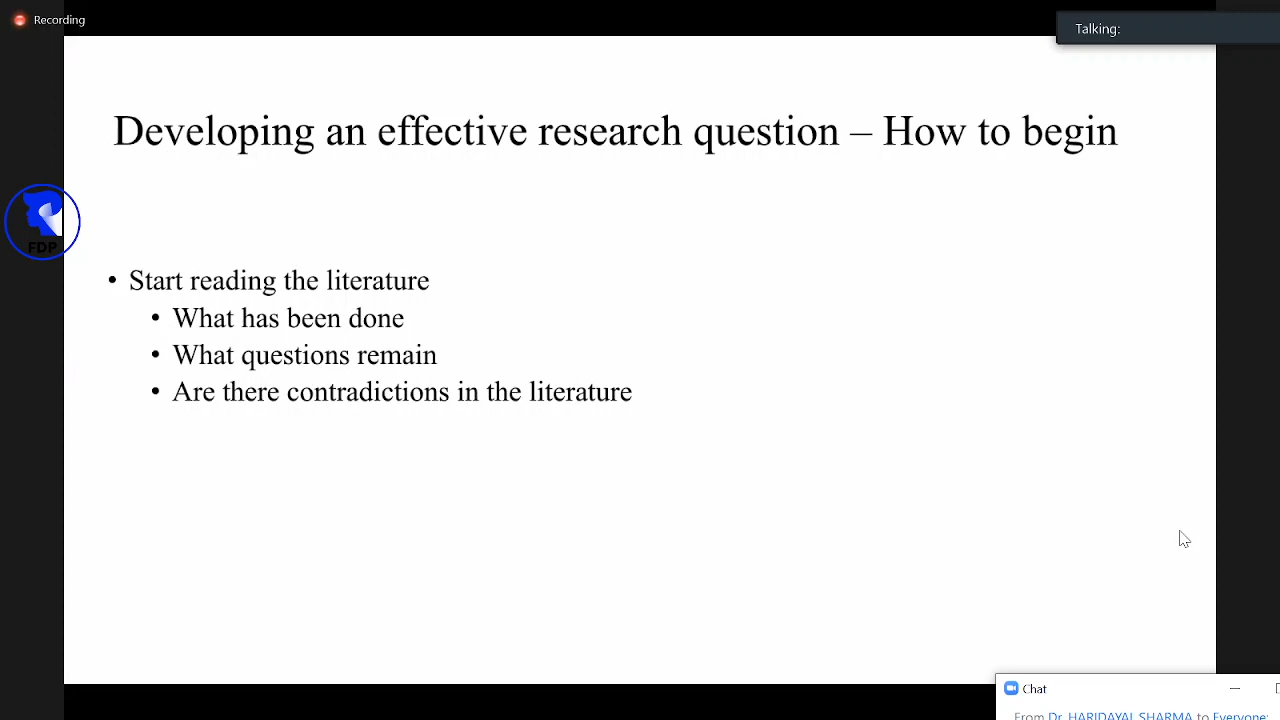 Recording
Talking:
Developing an effective research question – How to begin
FDP
• Start reading the literature
• What has been done
• What questions remain
• Are there contradictions in the literature
Chat
From Dr. HARIDAYAL SHARMA to Everyone: